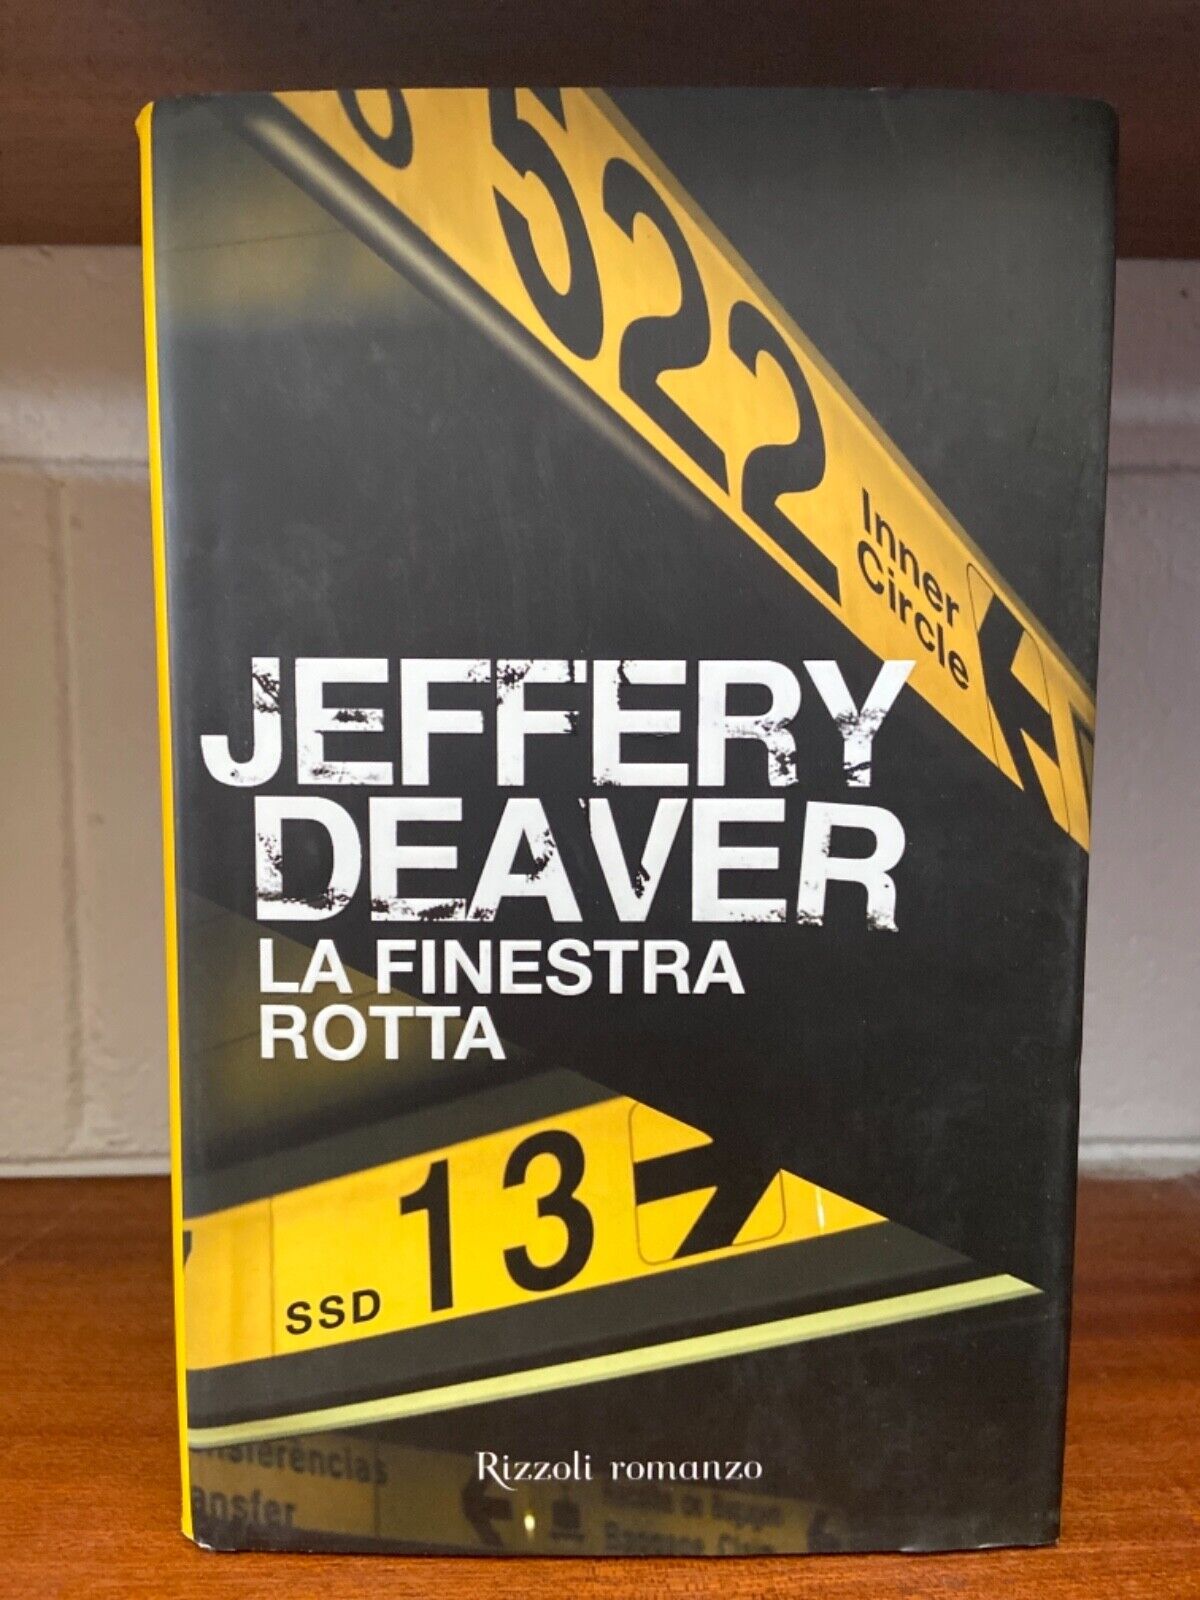 522
Inner
Circle
JEFFERY
DEAVER
LA FINESTRA
ROTTA
SSD 13
Rizzoli romanzo